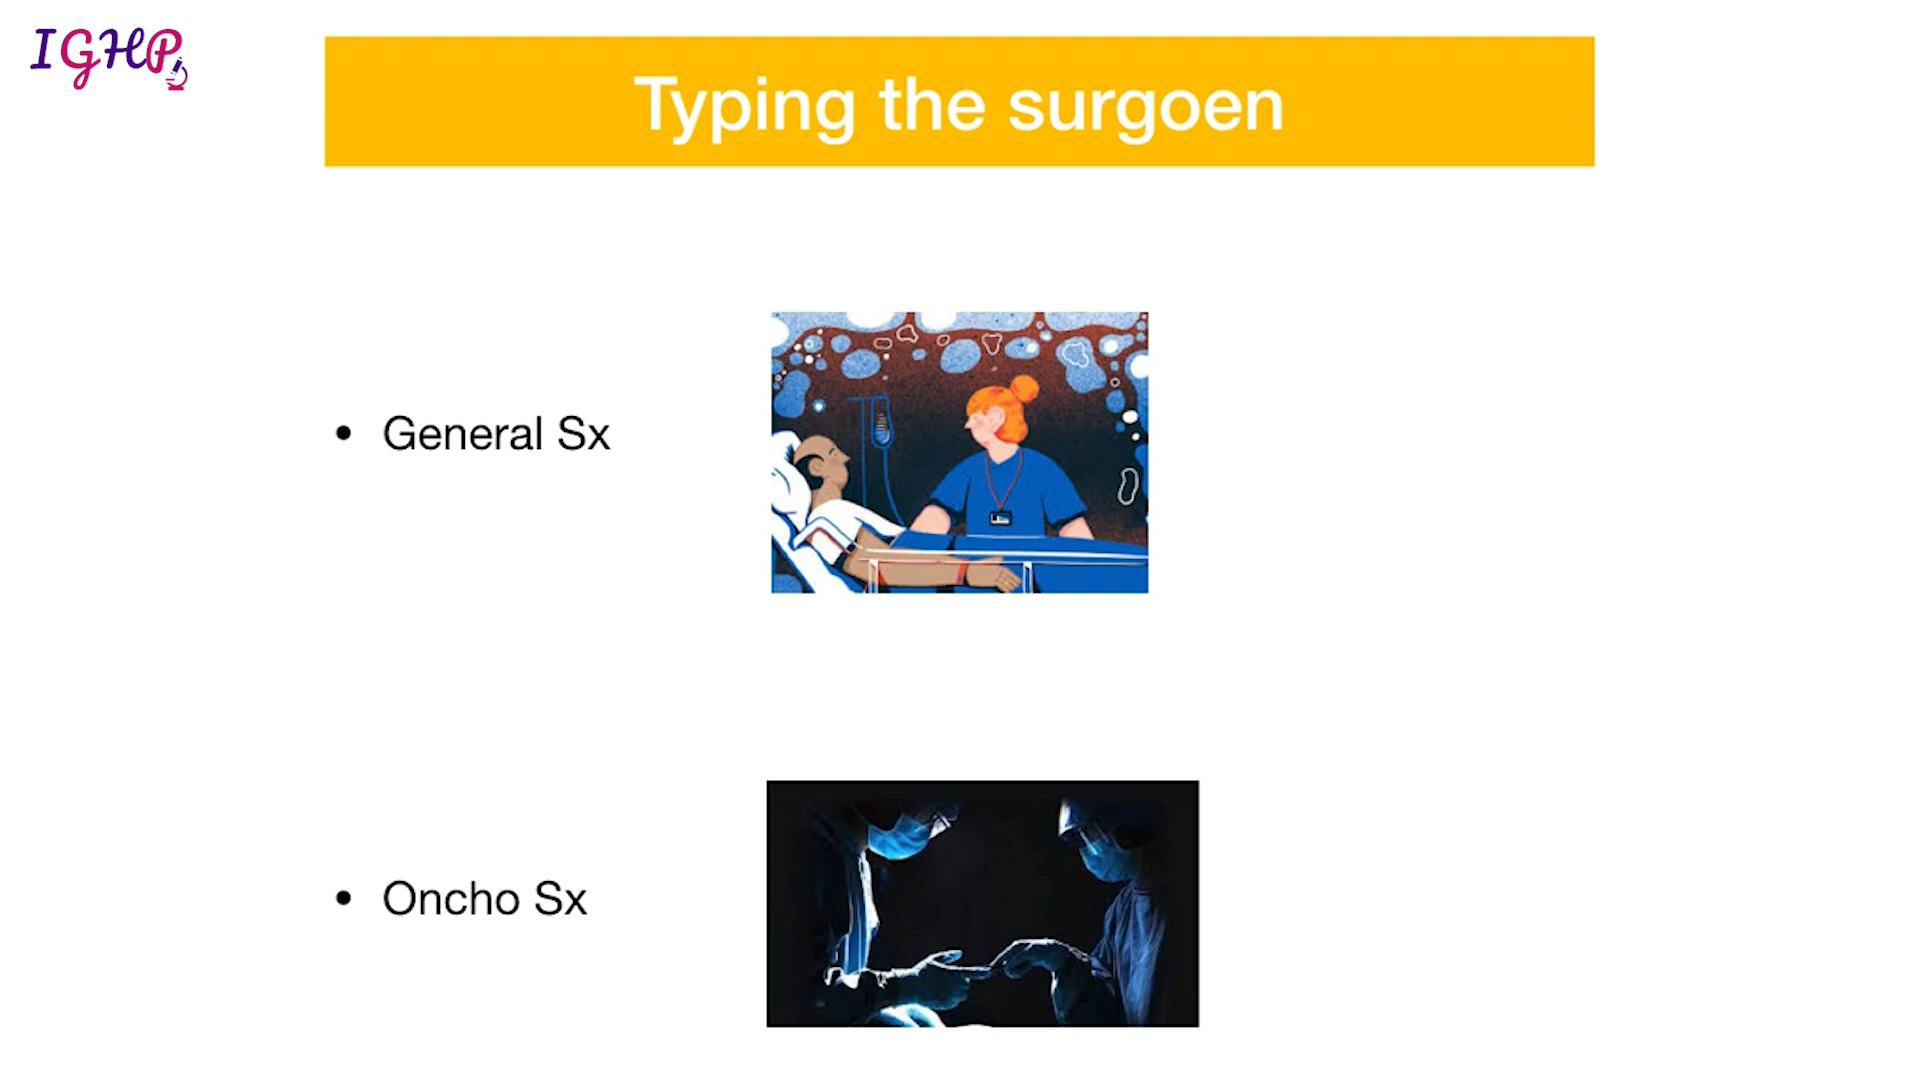 IGHP
Typing the surgoen
• General Sx
• Oncho Sx